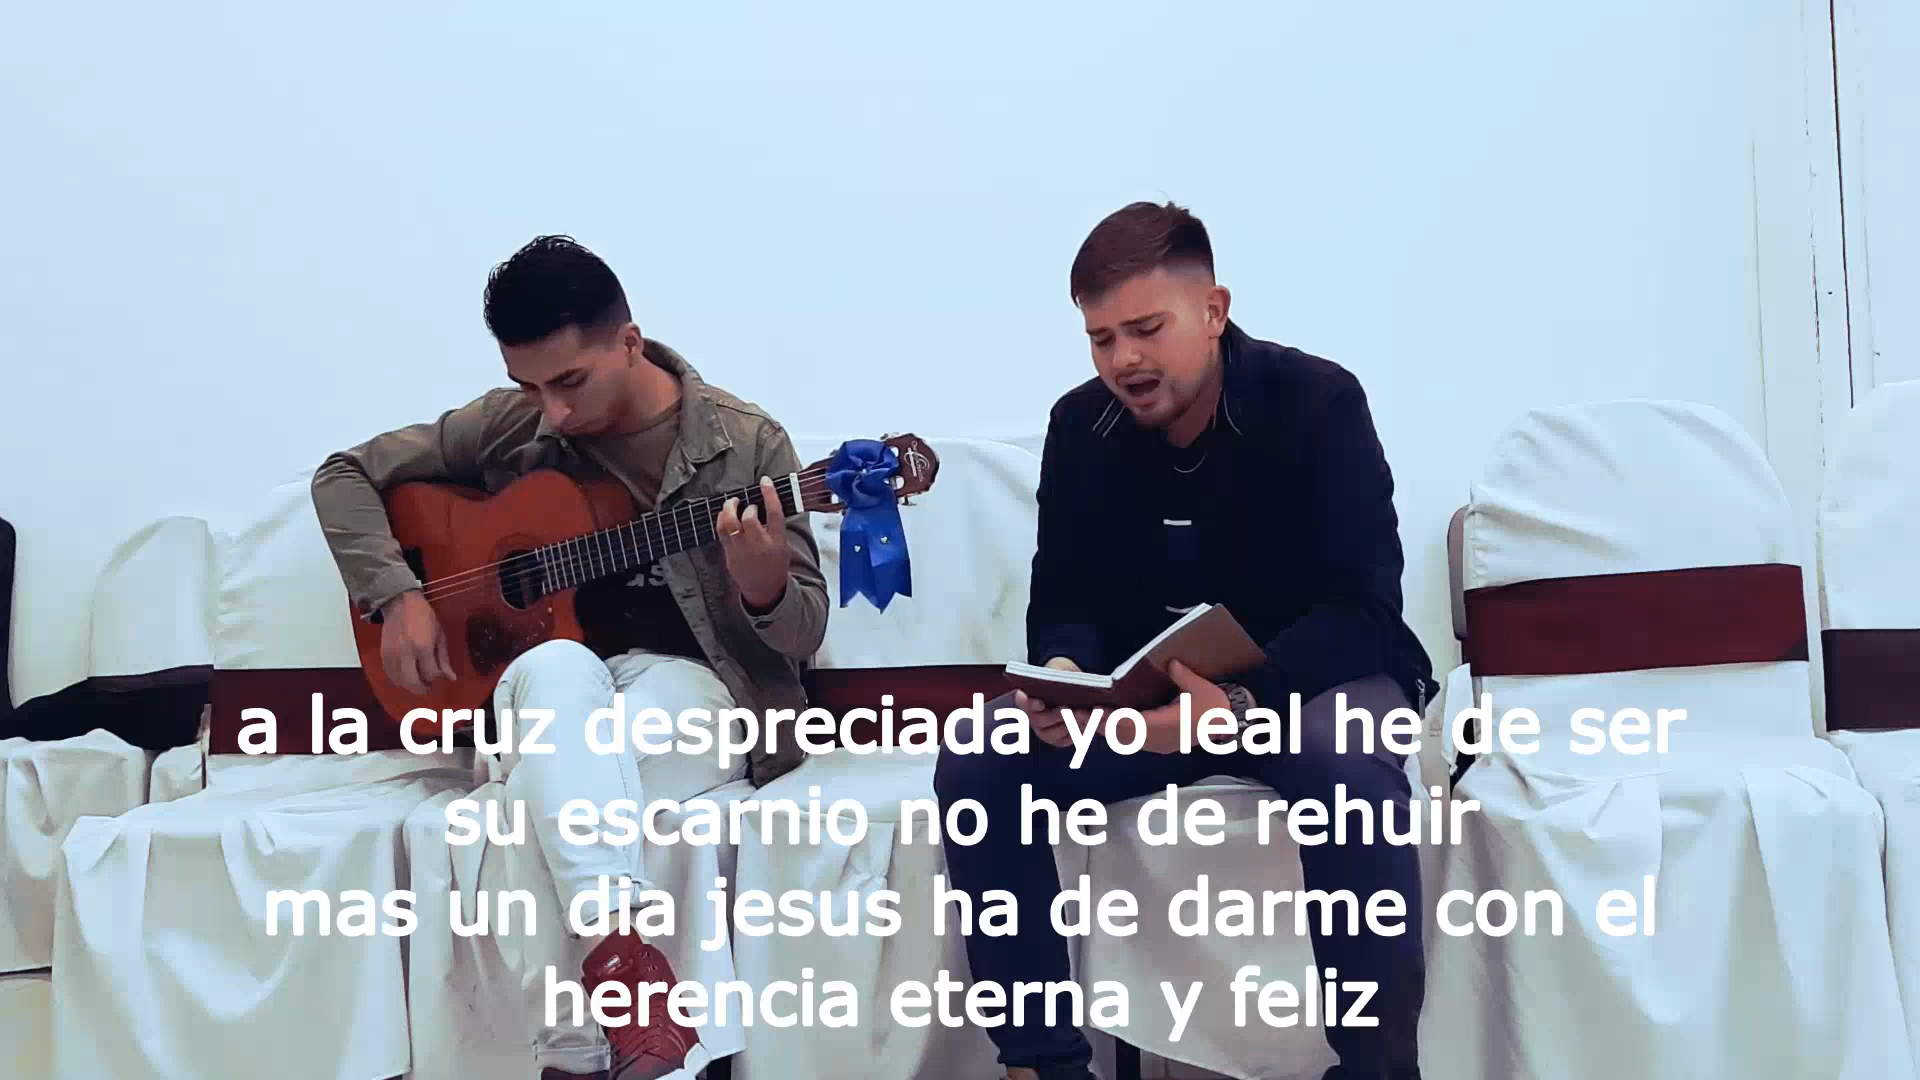 a la cruz despreciada yo leal he de ser
su escarnio no he de rehuir
mas un dia jesus ha de darme con el
herencia eterna y feliz